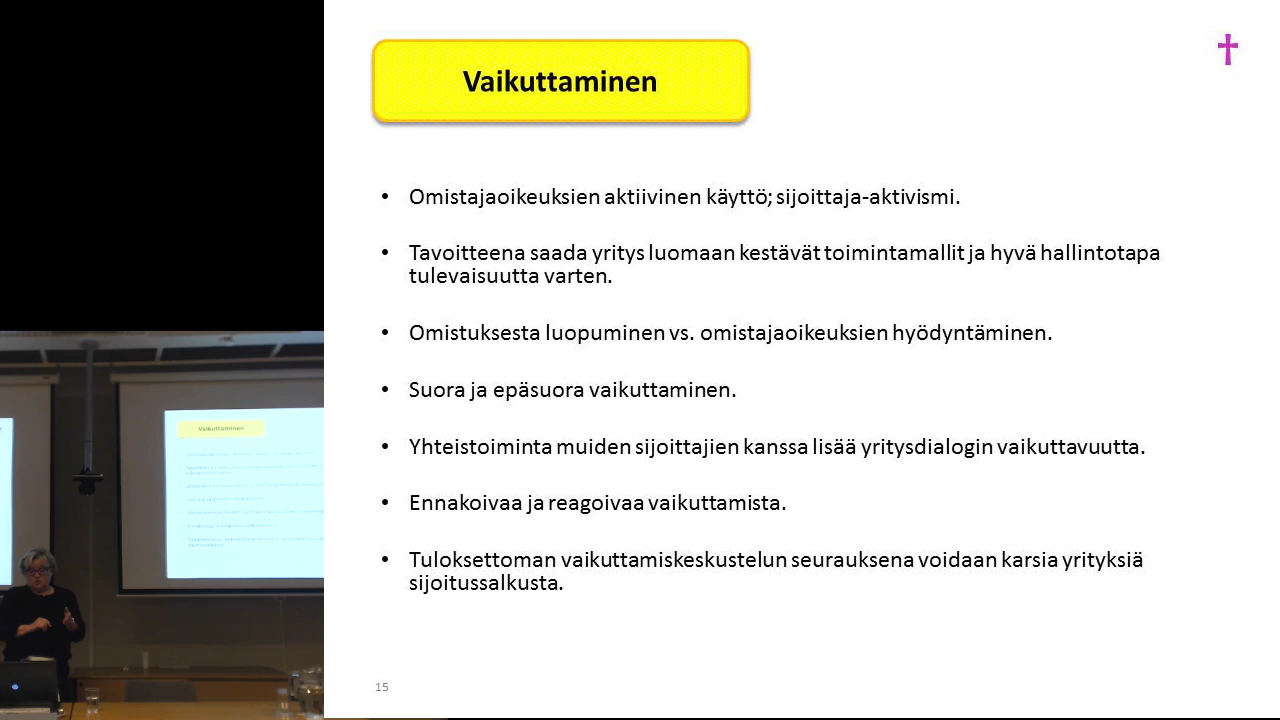 Vaikuttaminen
• Omistajaoikeuksien aktiivinen käyttö; sijoittaja-aktivismi.
• Tavoitteena saada yritys luomaan kestävät toimintamallit ja hyvä hallintotapa
tulevaisuutta varten.
• Omistuksesta luopuminen vs. omistajaoikeuksien hyödyntäminen.
• Suora ja epäsuora vaikuttaminen.
• Yhteistoiminta muiden sijoittajien kanssa lisää yritysdialogin vaikuttavuutta.
• Ennakoivaa ja reagoivaa vaikuttamista.
• Tuloksettoman vaikuttamiskeskustelun seurauksena voidaan karsia yrityksiä
sijoitussalkusta.
15
Vaikuttaminen